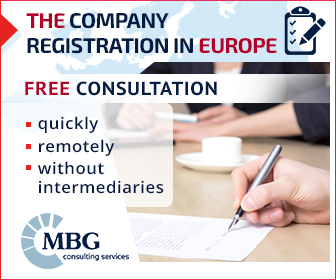 THE COMPANY
REGISTRATION IN EUROPE
FREE CONSULTATION
quickly
remotely
without
intermediaries
MBG
consulting services